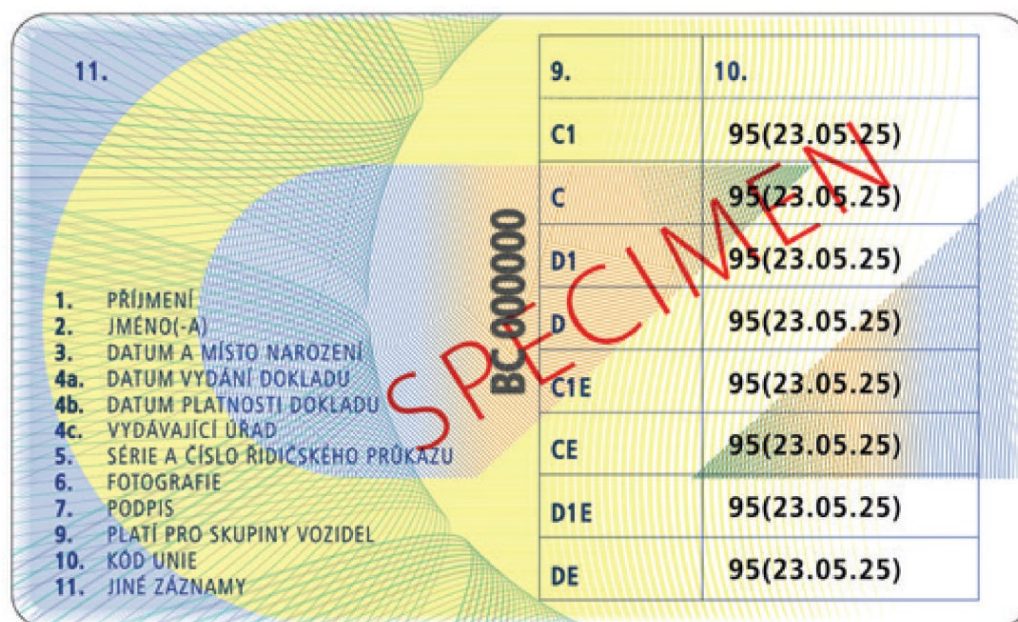 11.
1. PŘÍJMENÍ
2. JMÉNO(-A)
3. DATUM A MÍSTO NAROZENÍ
4a. DATUM VYDÁNÍ DOKLADU
4b. DATUM PLATNOSTI DOKLADU
4c. VYDÁVAJÍCÍ ÚŘAD
5. SÉRIE A ČÍSLO ŘIDIČSKÉHO PRŮKAZU
6. FOTOGRAFIE
7. PODPIS
9. PLATÍ PRO SKUPINY VOZIDEL
10. KÓD UNIE
11. JINÉ ZÁZNAMY
BC 000000
SPECIMEN
9. 10.
C1 95(23.05.25)
C 95(23.05.25)
D1 95(23.05.25)
D 95(23.05.25)
C1E 95(23.05.25)
CE 95(23.05.25)
D1E 95(23.05.25)
DE 95(23.05.25)